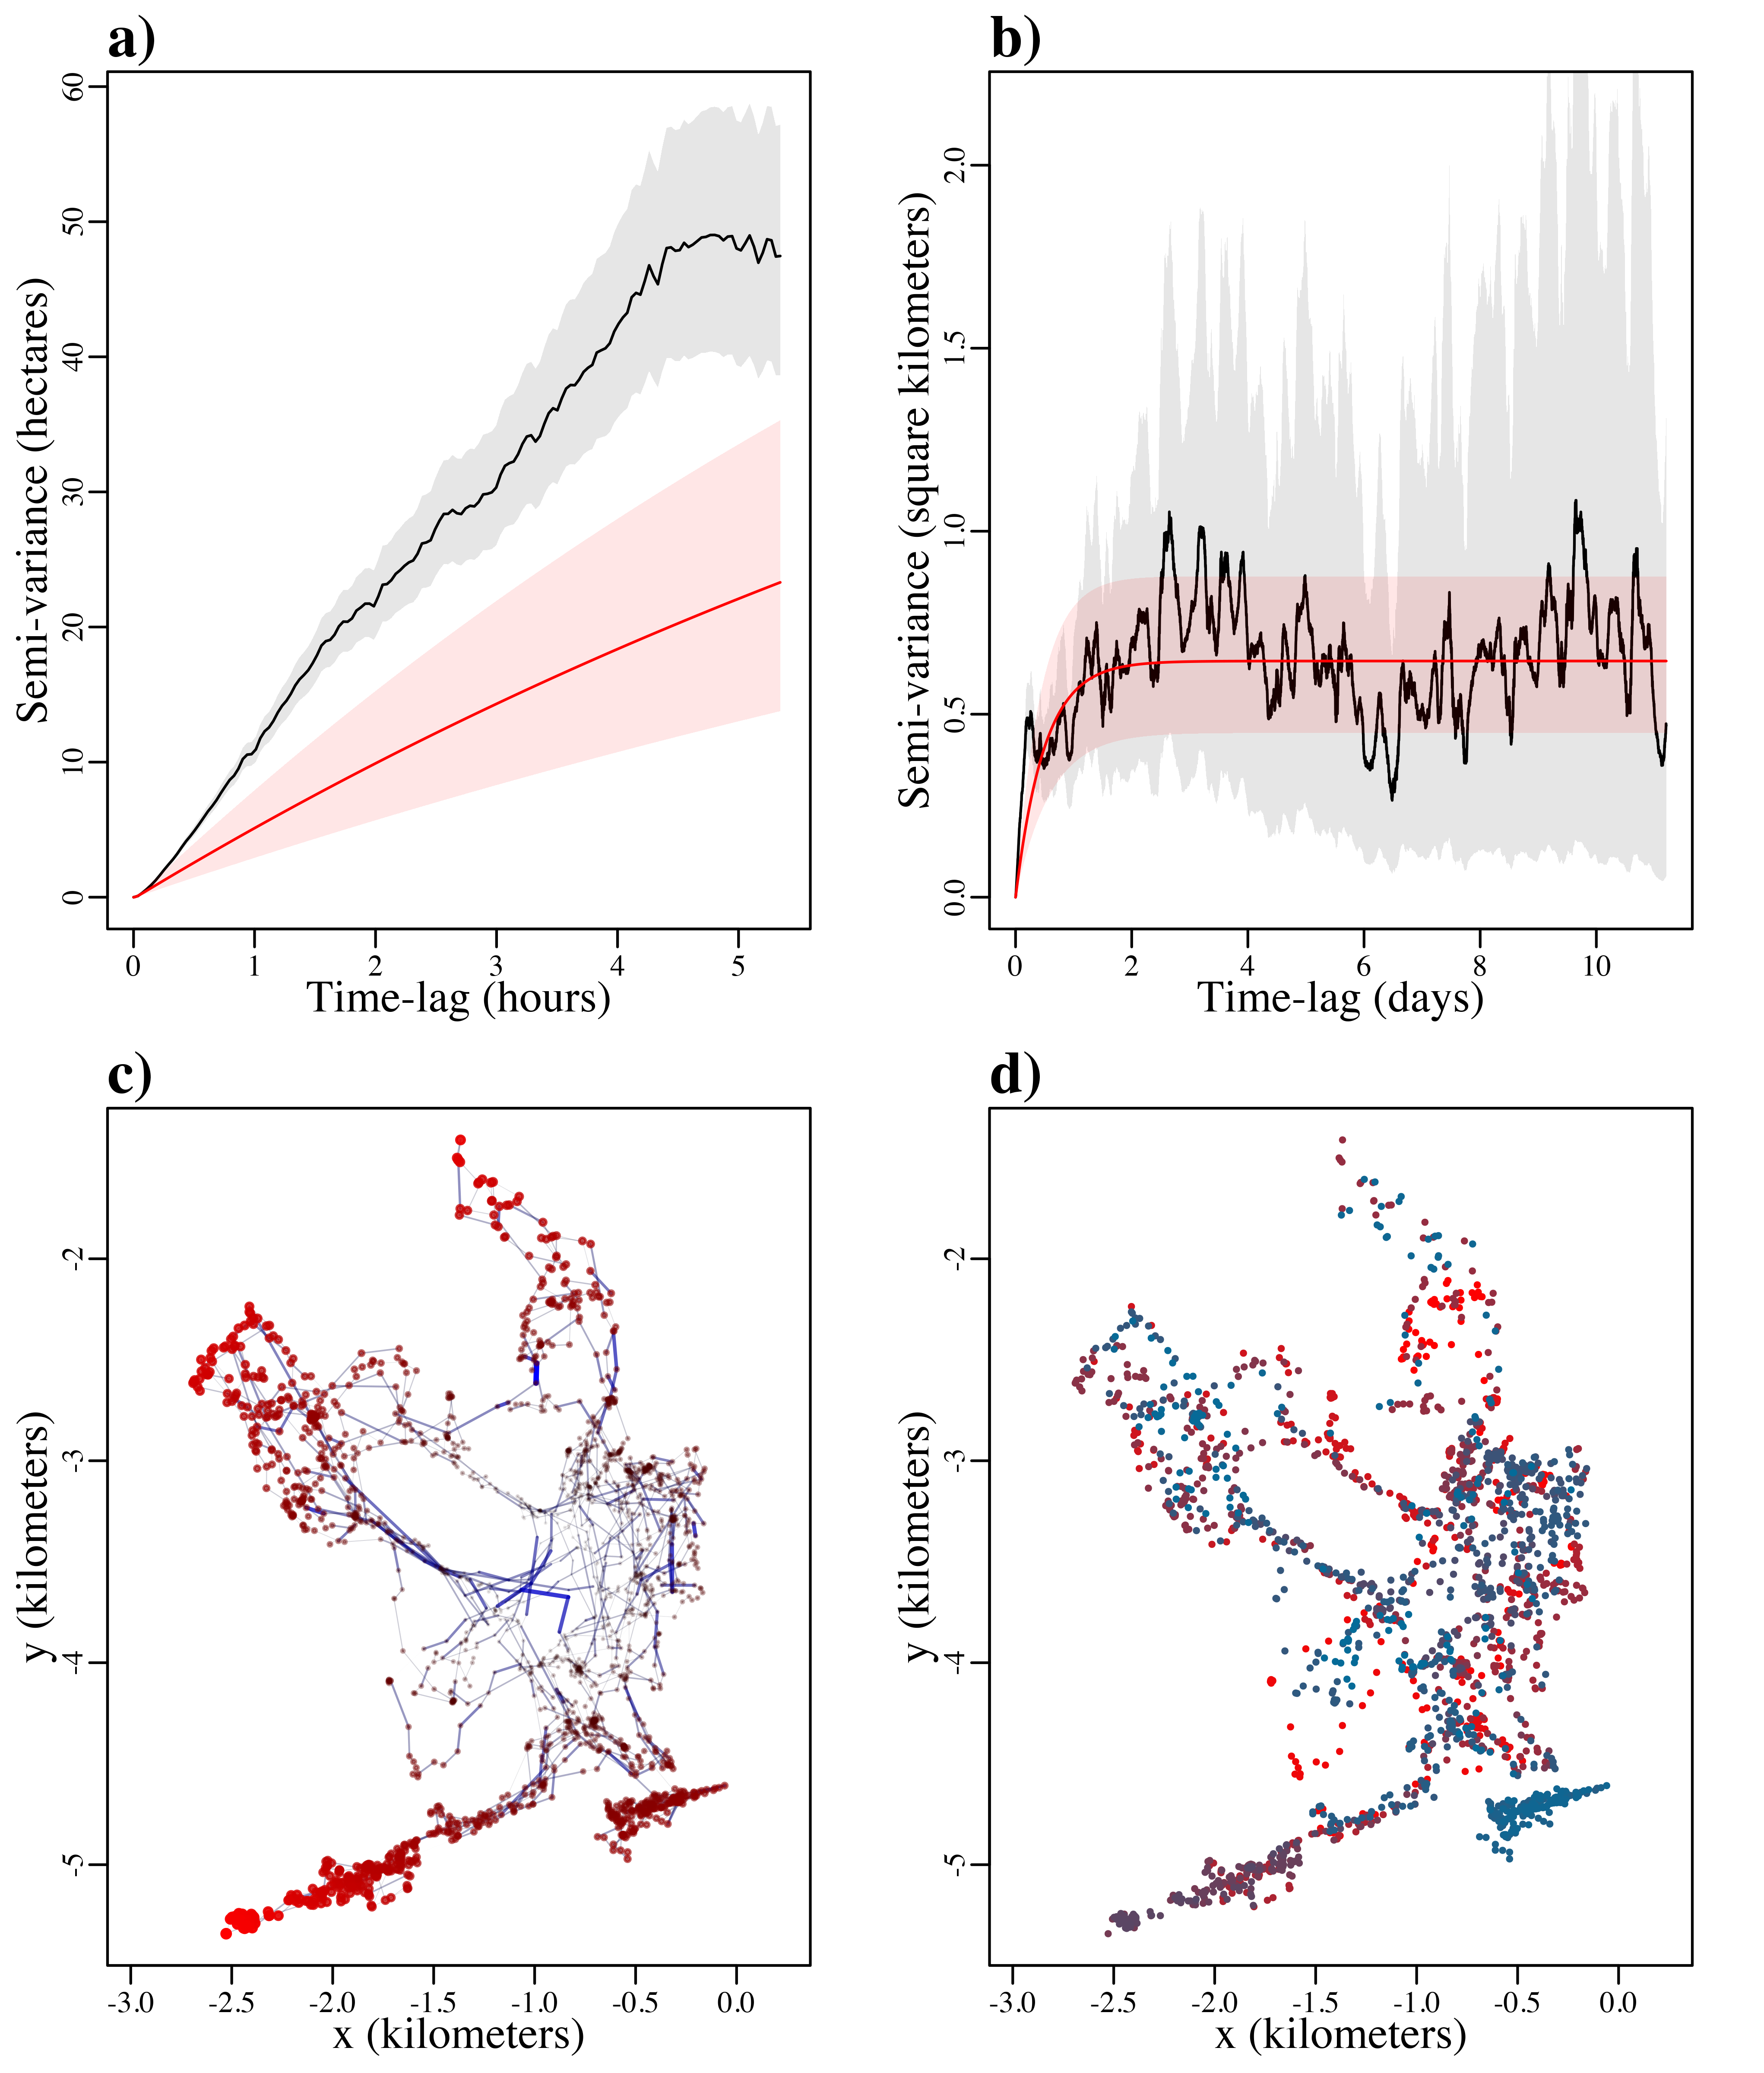 a)
Semi-variance (hectares)
60
50
40
30
20
10
0
0 1 2 3 4 5
Time-lag (hours)
b)
Semi-variance (square kilometers)
2.0
1.5
1.0
0.5
0.0
0 2 4 6 8 10
Time-lag (days)
c)
y (kilometers)
-2
-3
-4
-5
-3.0 -2.5 -2.0 -1.5 -1.0 -0.5 0.0
x (kilometers)
d)
y (kilometers)
-2
-3
-4
-5
-3.0 -2.5 -2.0 -1.5 -1.0 -0.5 0.0
x (kilometers)